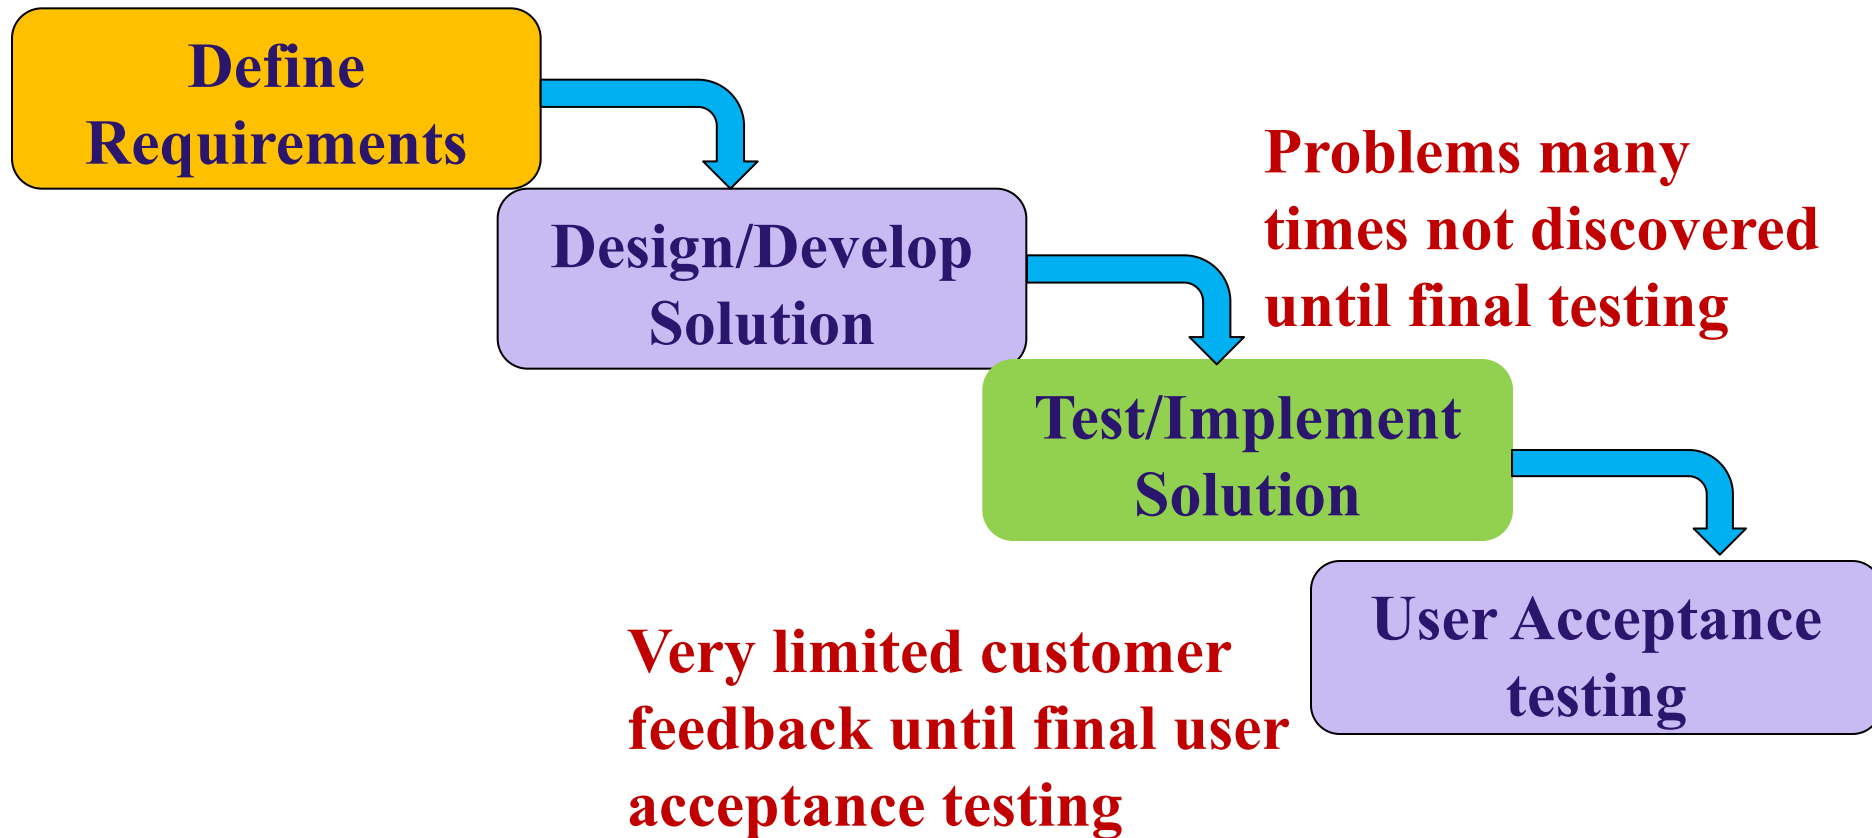 Define
Requirements
Design/Develop
Solution
Problems many
times not discovered
until final testing
Test/Implement
Solution
User Acceptance
testing
Very limited customer
feedback until final user
acceptance testing